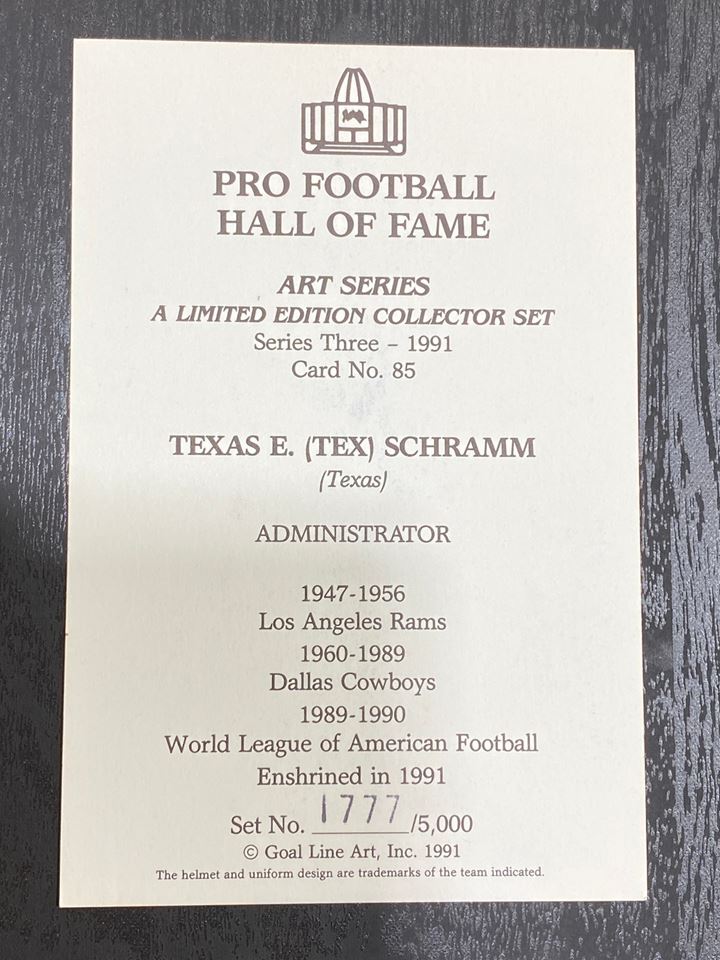 PRO FOOTBALL
HALL OF FAME
ART SERIES
A LIMITED EDITION COLLECTOR SET
Series Three – 1991
Card No. 85
TEXAS E. (TEX) SCHRAMM
(Texas)
ADMINISTRATOR
1947-1956
Los Angeles Rams
1960-1989
Dallas Cowboys
1989-1990
World League of American Football
Enshrined in 1991
Set No. 1777/5,000
© Goal Line Art, Inc. 1991
The helmet and uniform design are trademarks of the team indicated.